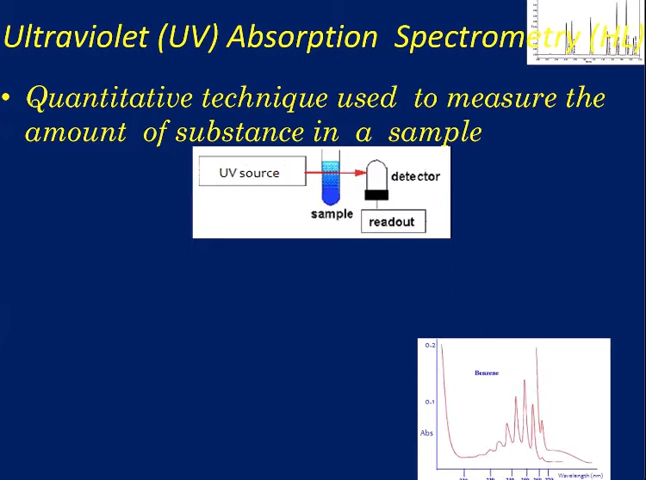 Ultraviolet (UV) Absorption Spectrometry (HL)
• Quantitative technique used to measure the
amount of substance in a sample
UV source
detector
sample
readout
0.2
Benzene
0.1
Abs
Wavelength (nm)